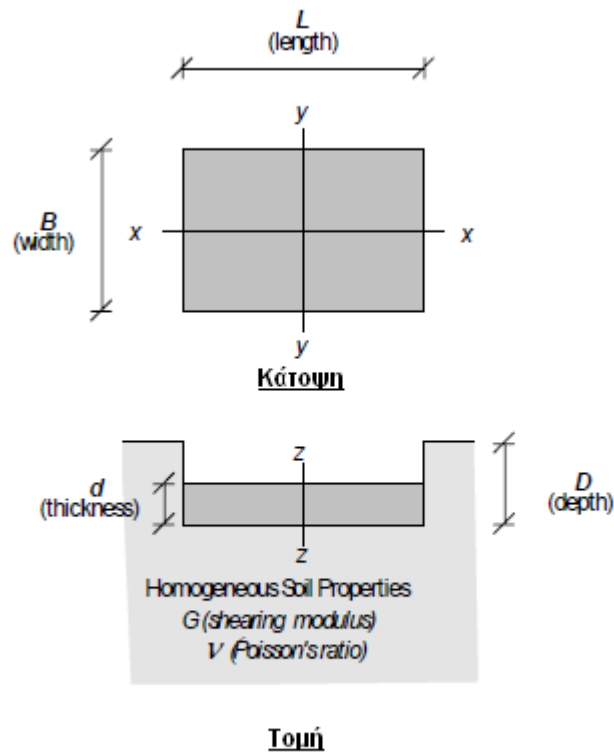 L
(length)
y
B
(width)
x
x
y
Κάτοψη
z
d
(thickness)
D
(depth)
z
Homogeneous Soil Properties
G (shearing modulus)
ν (Poisson's ratio)
Τομή